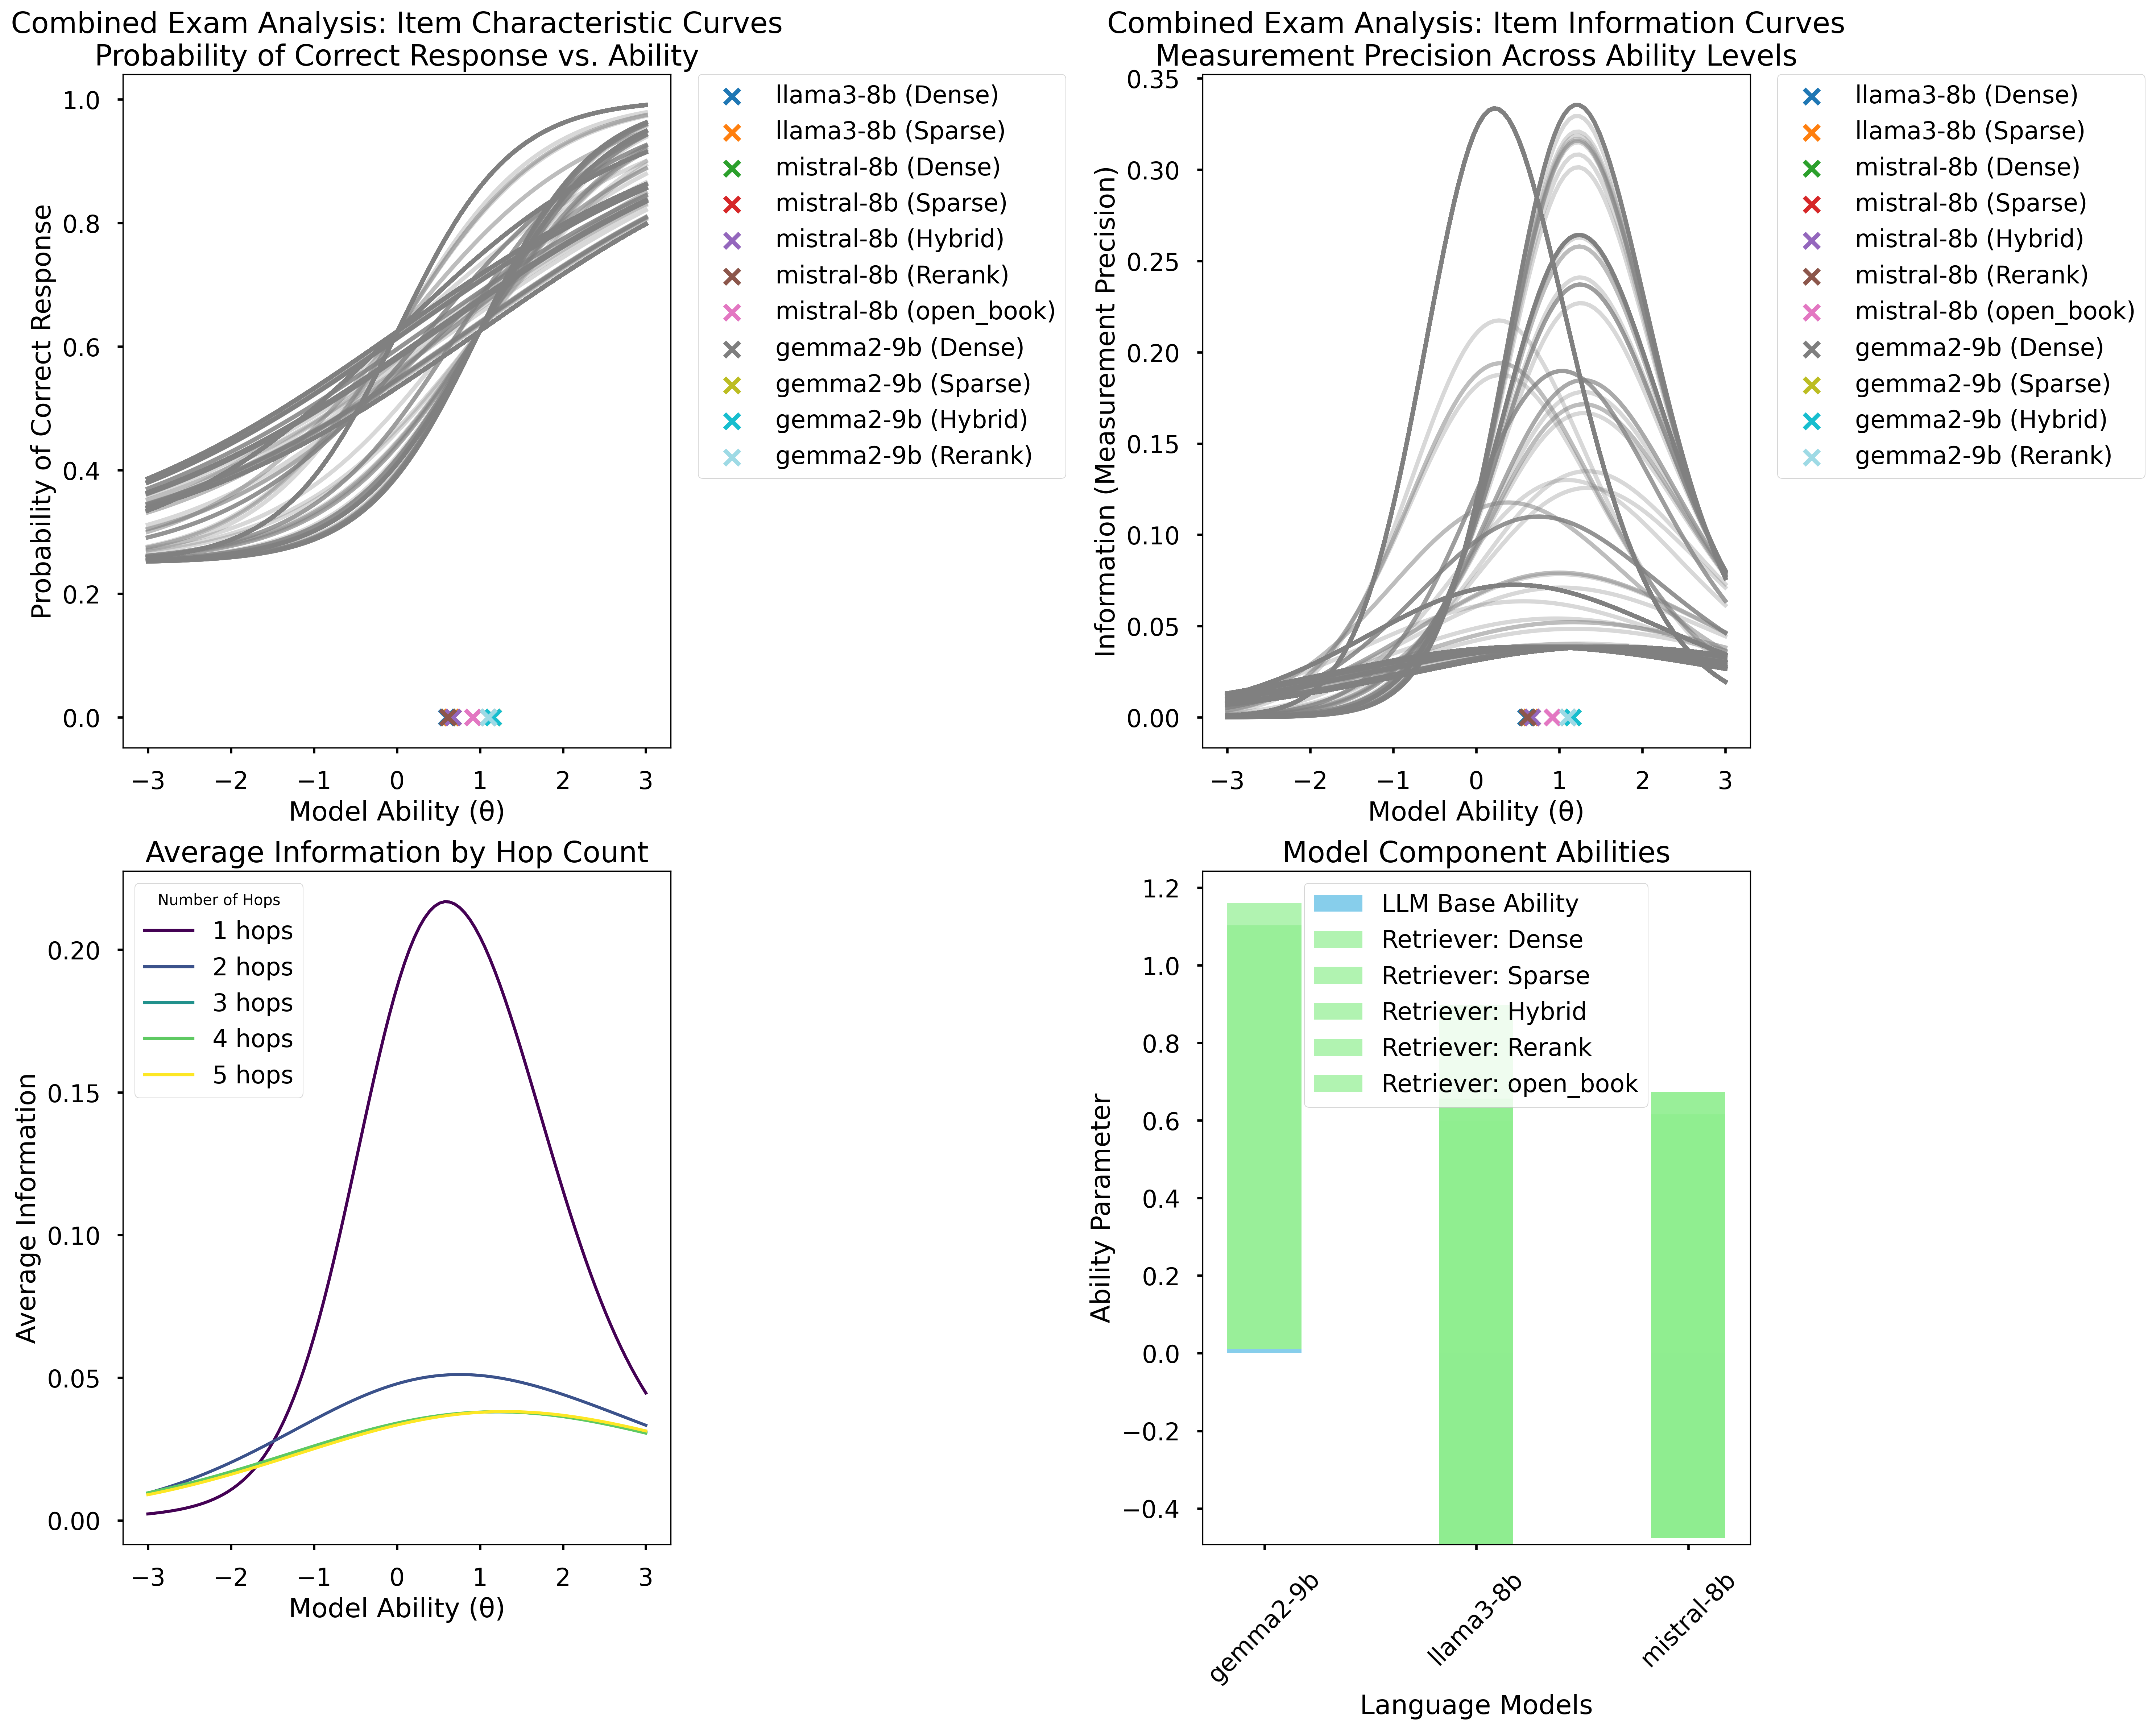 Combined Exam Analysis: Item Characteristic Curves
Probability of Correct Response vs. Ability
Probability of Correct Response
1.0
0.8
0.6
0.4
0.2
0.0
−3
−2
−1
0
1
2
3
Model Ability (θ)
llama3-8b (Dense)
llama3-8b (Sparse)
mistral-8b (Dense)
mistral-8b (Sparse)
mistral-8b (Hybrid)
mistral-8b (Rerank)
mistral-8b (open_book)
gemma2-9b (Dense)
gemma2-9b (Sparse)
gemma2-9b (Hybrid)
gemma2-9b (Rerank)
Combined Exam Analysis: Item Information Curves
Measurement Precision Across Ability Levels
Information (Measurement Precision)
0.35
0.30
0.25
0.20
0.15
0.10
0.05
0.00
−3
−2
−1
0
1
2
3
Model Ability (θ)
llama3-8b (Dense)
llama3-8b (Sparse)
mistral-8b (Dense)
mistral-8b (Sparse)
mistral-8b (Hybrid)
mistral-8b (Rerank)
mistral-8b (open_book)
gemma2-9b (Dense)
gemma2-9b (Sparse)
gemma2-9b (Hybrid)
gemma2-9b (Rerank)
Average Information by Hop Count
Average Information
0.20
0.15
0.10
0.05
0.00
Number of Hops
1 hops
2 hops
3 hops
4 hops
5 hops
−3
−2
−1
0
1
2
3
Model Ability (θ)
Model Component Abilities
Ability Parameter
1.2
1.0
0.8
0.6
0.4
0.2
0.0
−0.2
−0.4
LLM Base Ability
Retriever: Dense
Retriever: Sparse
Retriever: Hybrid
Retriever: Rerank
Retriever: open_book
gemma2-9b
llama3-8b
mistral-8b
Language Models